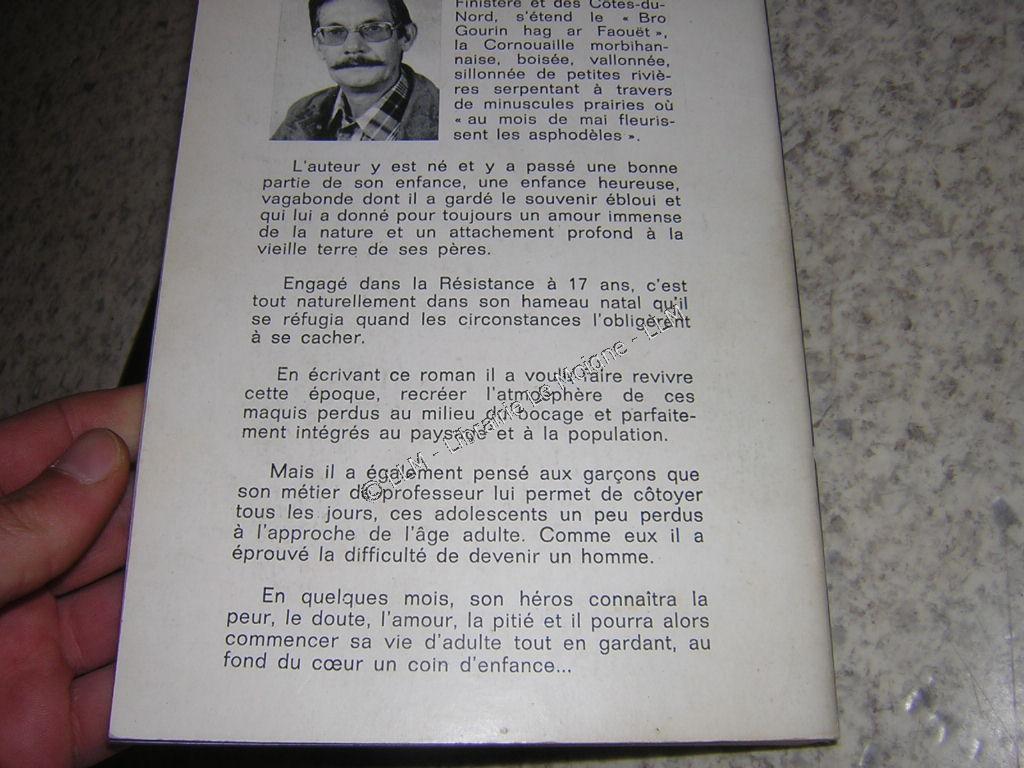 Finistère et des Côtes-du-
Nord, s'étend le « Bro
Gourin hag ar Faouët »,
la Cornouaille morbihan-
naise, boisée, vallonnée,
sillonnée de petites riviè-
res serpentant à travers
de minuscules prairies où
« au mois de mai fleuris-
sent les asphodèles ».
L'auteur y est né et y a passé une bonne
partie de son enfance, une enfance heureuse,
vagabonde dont il a gardé le souvenir ébloui et
qui lui a donné pour toujours un amour immense
de la nature et un attachement profond à la
vieille terre de ses pères.
Engagé dans la Résistance à 17 ans, c'est
tout naturellement dans son hameau natal qu'il
se réfugia quand les circonstances l'obligèrent
à se cacher.
En écrivant ce roman il a voulu faire revivre
cette époque, recréer l'atmosphère de ces
maquis perdus au milieu du bocage et parfaite-
ment intégrés au paysage et à la population.
Mais il a également pensé aux garçons que
son métier de professeur lui permet de côtoyer
tous les jours, ces adolescents un peu perdus
à l'approche de l'âge adulte. Comme eux il a
éprouvé la difficulté de devenir un homme.
En quelques mois, son héros connaîtra la
peur, le doute, l'amour, la pitié et il pourra alors
commencer sa vie d'adulte tout en gardant, au
fond du cœur un coin d'enfance...
© LLM - Librairie Le Moigne - LLM